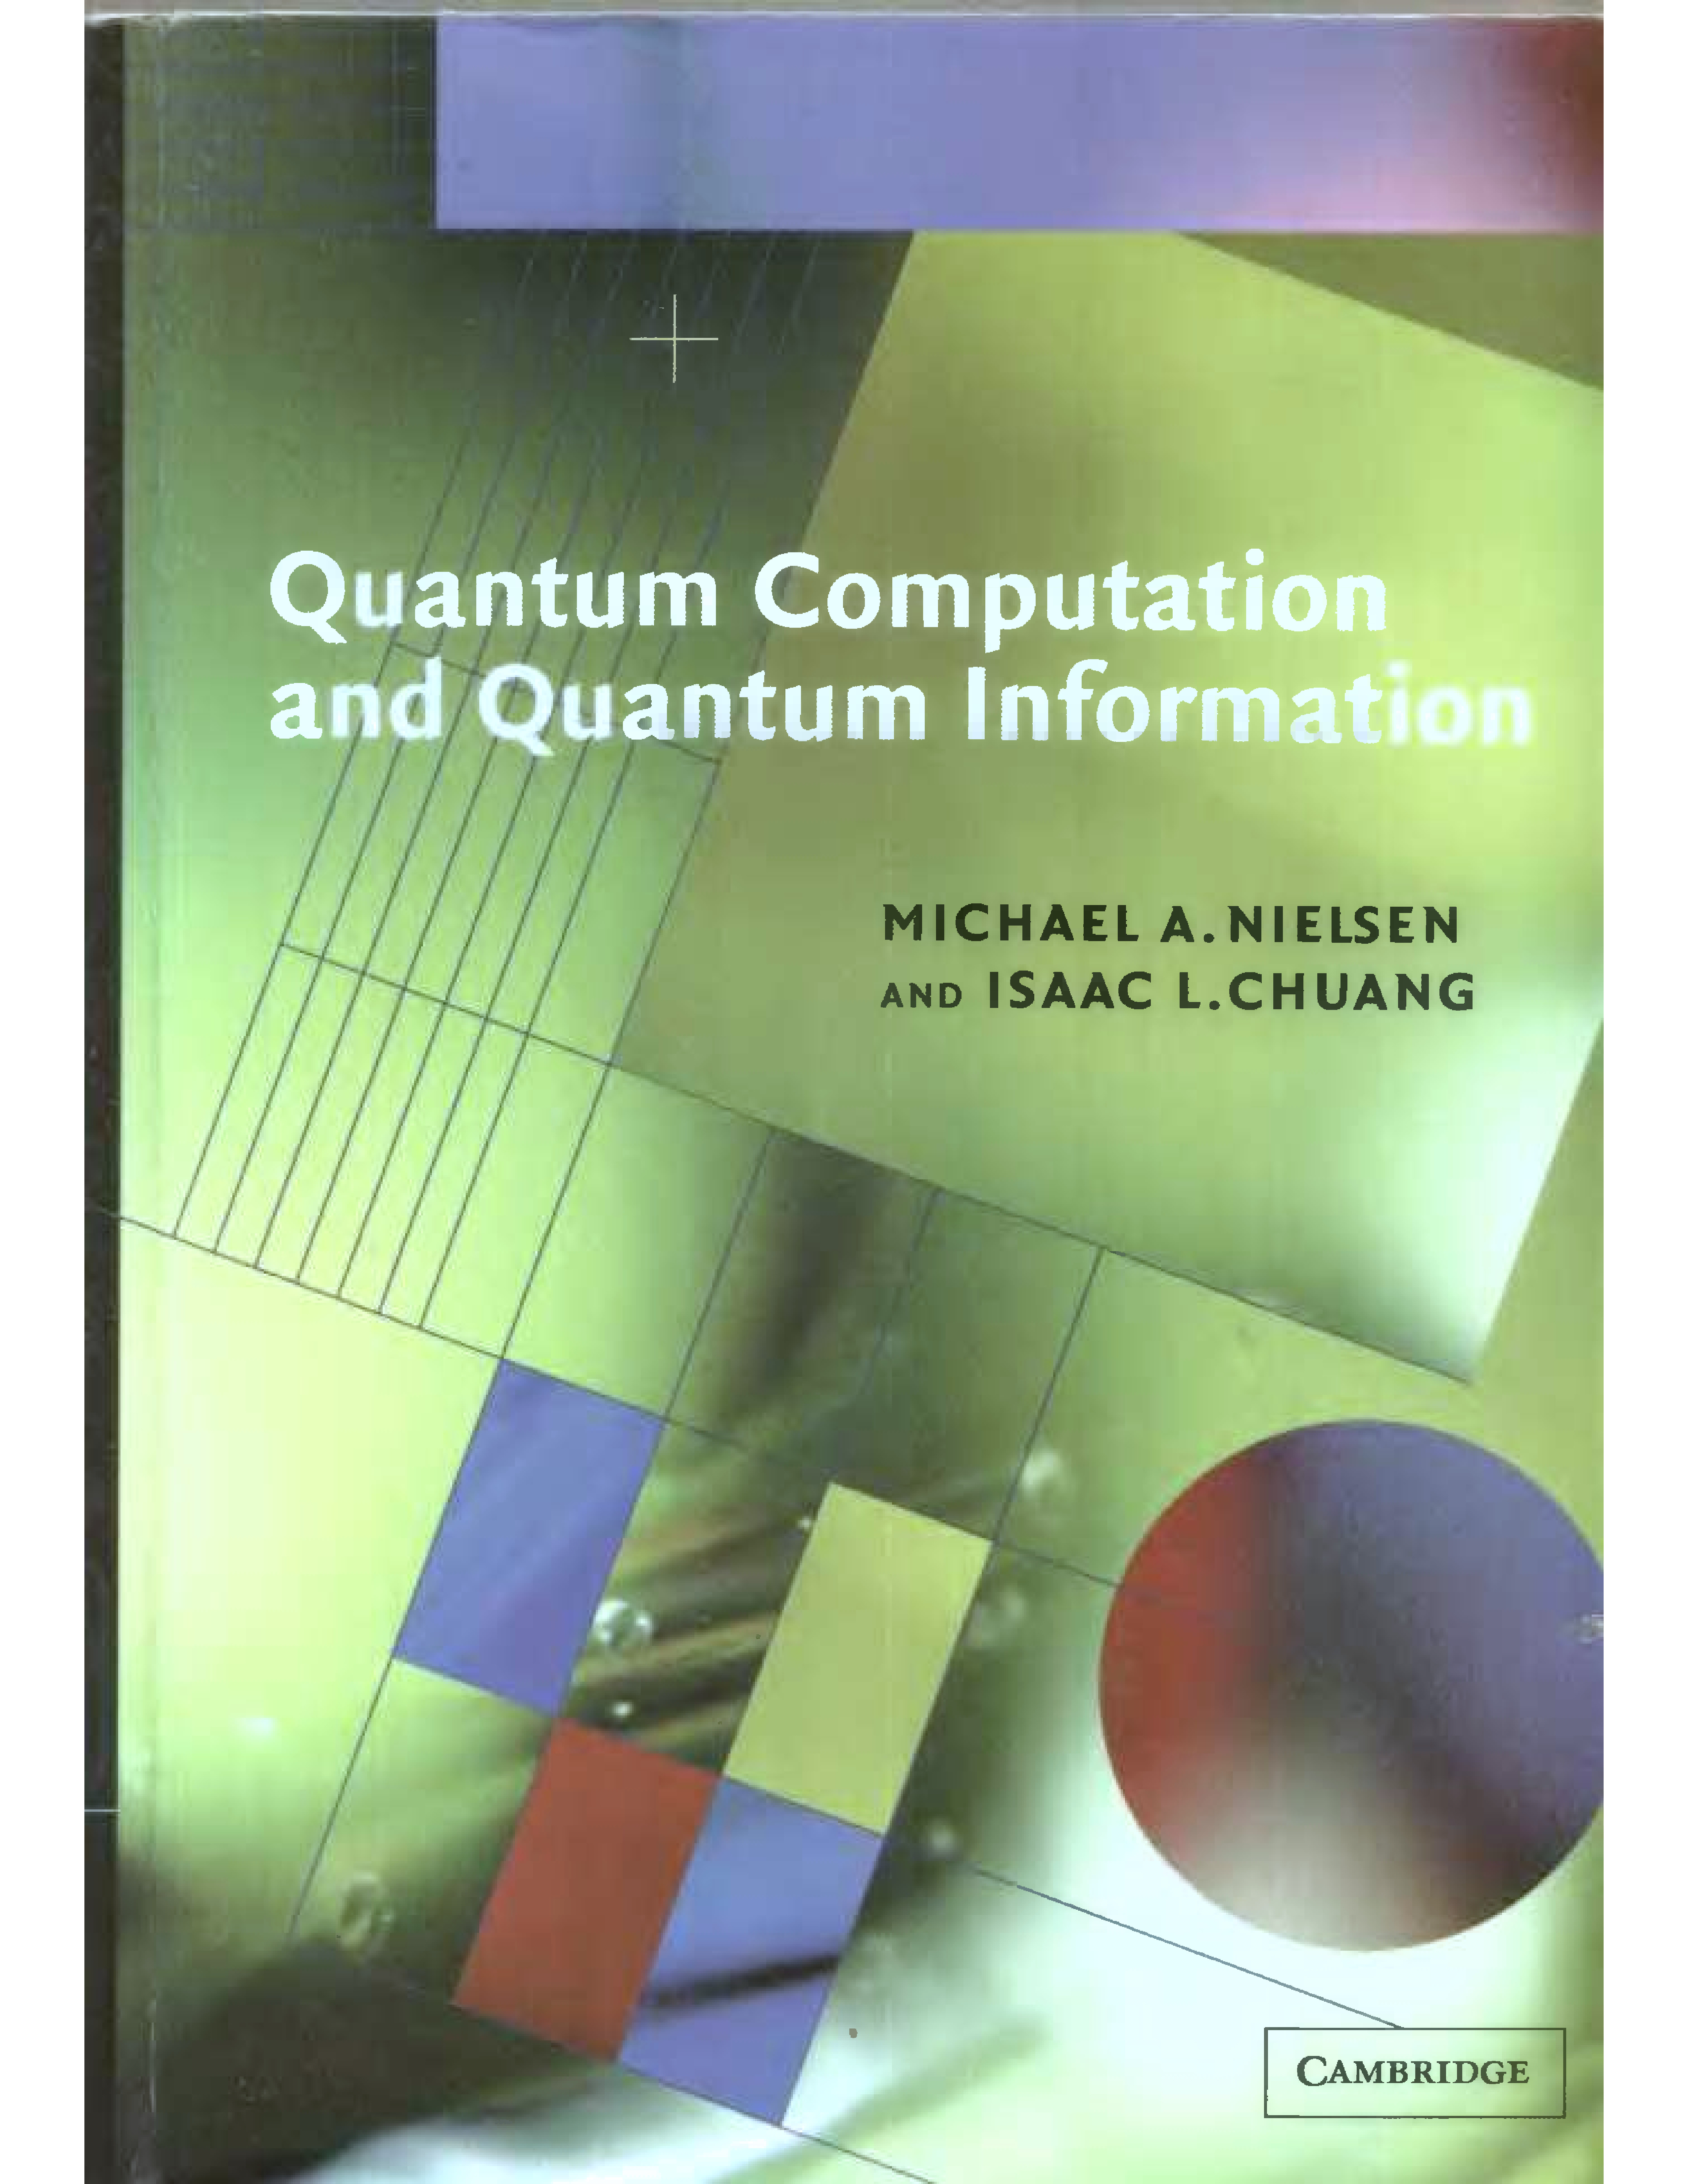 Quantum Computation
and Quantum Information
MICHAEL A. NIELSEN
AND ISAAC L. CHUANG
CAMBRIDGE